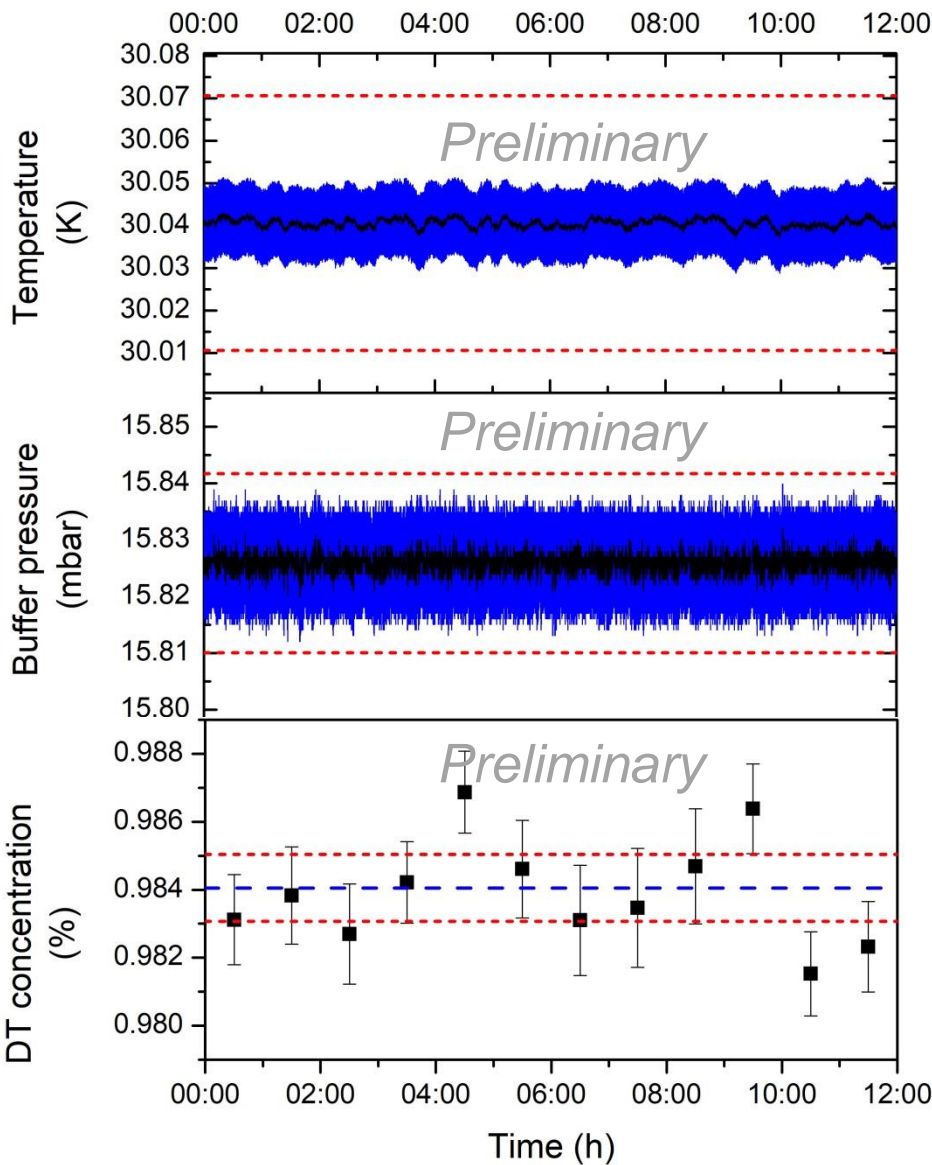 00:00 02:00 04:00 06:00 08:00 10:00 12:00
30.08
30.07
30.06
30.05
30.04
30.03
30.02
30.01
Temperature
(K)
Preliminary
15.85
15.84
15.83
15.82
15.81
15.80
Buffer pressure
(mbar)
Preliminary
0.988
0.986
0.984
0.982
0.980
DT concentration
(%)
Preliminary
00:00 02:00 04:00 06:00 08:00 10:00 12:00
Time (h)